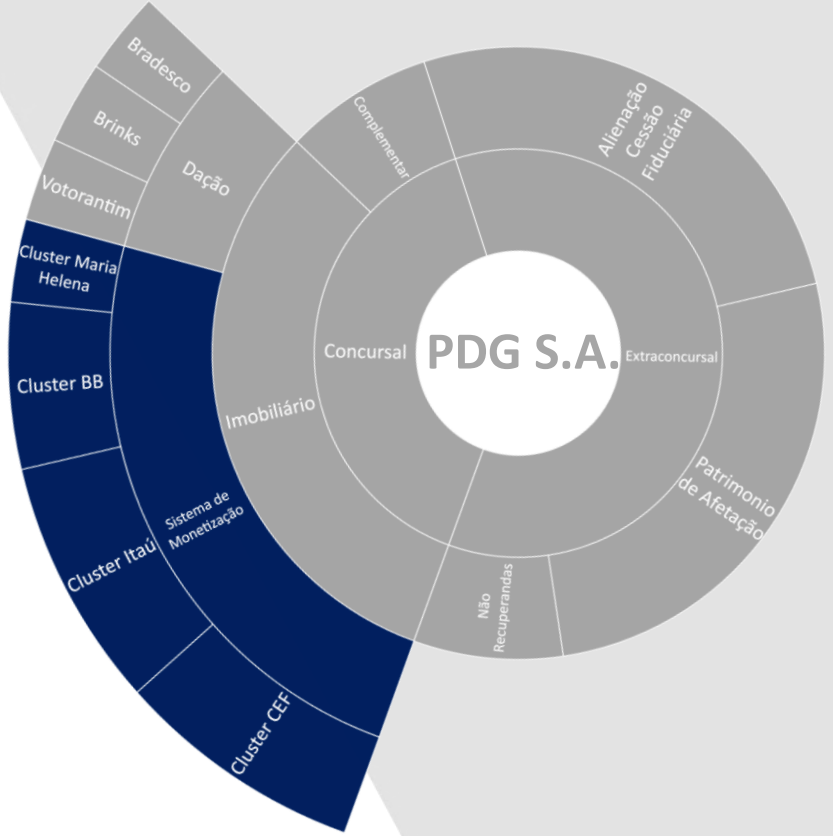 Bradesco
Brinks
Votorantim
Dação
Cluster Maria
Helena
Cluster BB
Cluster Itaú
Cluster CEF
Sistema de
Monetização
Imobiliário
Complementar
Concursal
PDG S.A.
Extraconcursal
Alienação
Cessão
Fiduciária
Patrimonio
de Afetação
Não
Recuperandas